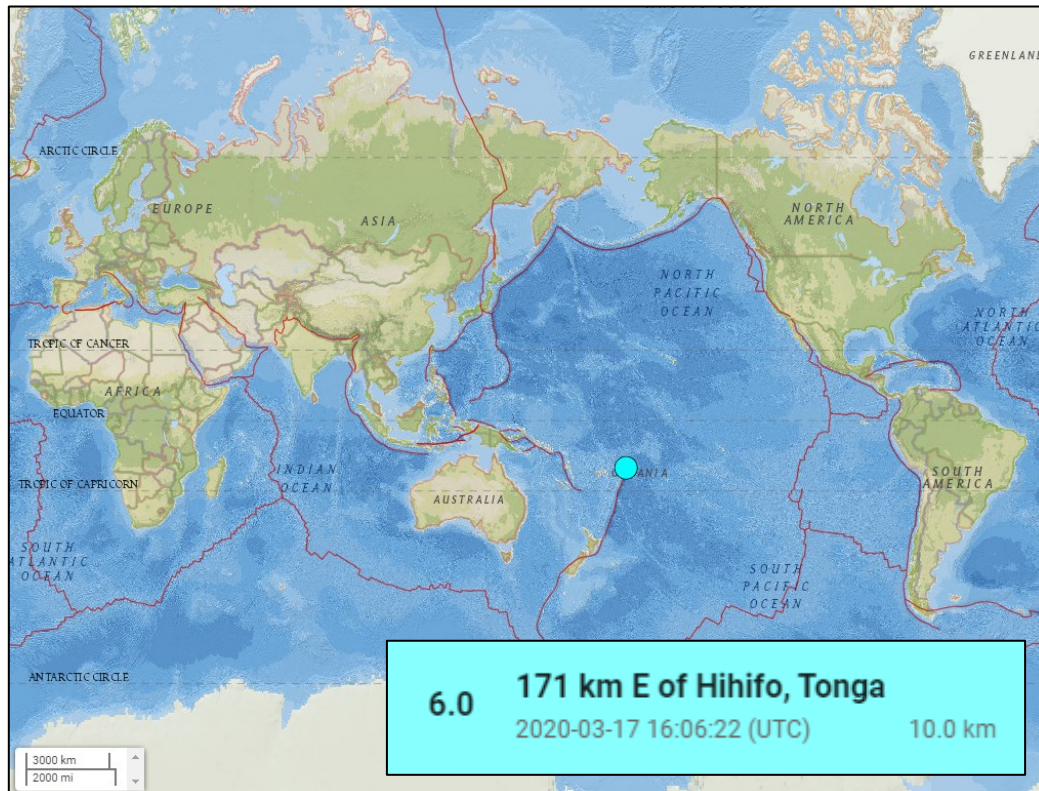 GREENLAND
ARCTIC CIRCLE
EUROPE
ASIA
NORTH
AMERICA
NORTH
PACIFIC
OCEAN
NORTH
ATLANTIC
OCEAN
TROPIC OF CANCER
AFRICA
EQUATOR
INDIAN
OCEAN
TROPIC OF CAPRICORN
AUSTRALIA
SOUTH
AMERICA
SOUTH
ATLANTIC
OCEAN
SOUTH
PACIFIC
OCEAN
ANTARCTIC CIRCLE
6.0
171 km E of Hihifo, Tonga
2020-03-17 16:06:22 (UTC) 10.0 km
3000 km
2000 mi